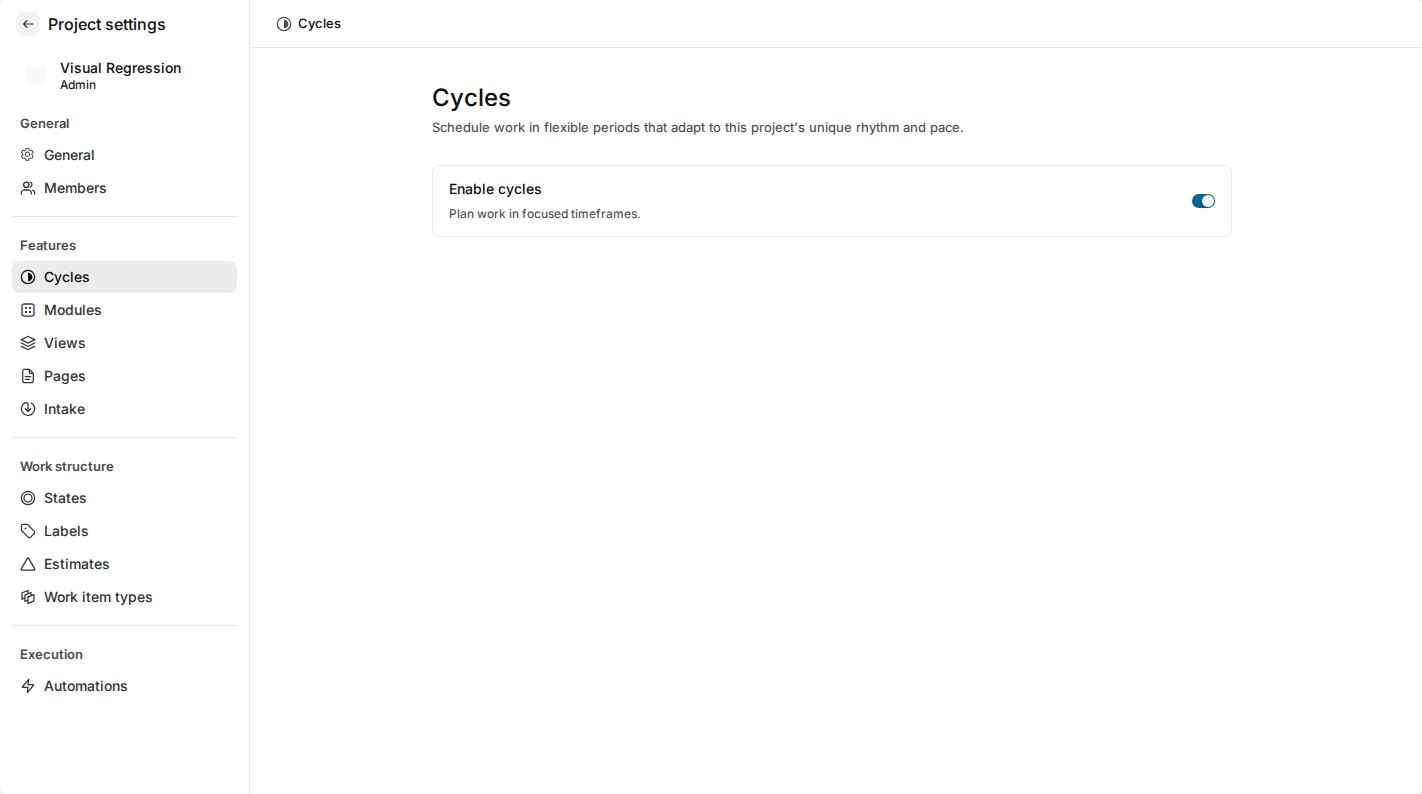 Project settings
Visual Regression
Admin
General
General
Members
Features
Cycles
Modules
Views
Pages
Intake
Work structure
States
Labels
Estimates
Work item types
Execution
Automations
Cycles
Cycles
Schedule work in flexible periods that adapt to this project's unique rhythm and pace.
Enable cycles
Plan work in focused timeframes.